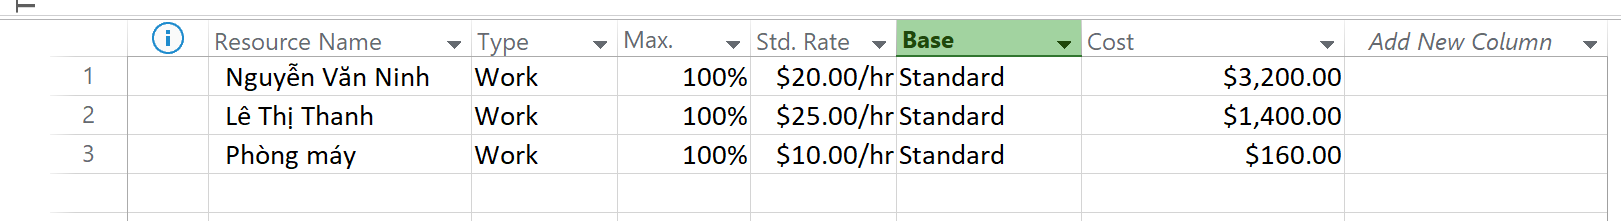 Resource Name Type Max. Std. Rate Base Cost Add New Column
1 Nguyễn Văn Ninh Work 100% $20.00/hr Standard $3,200.00
2 Lê Thị Thanh Work 100% $25.00/hr Standard $1,400.00
3 Phòng máy Work 100% $10.00/hr Standard $160.00